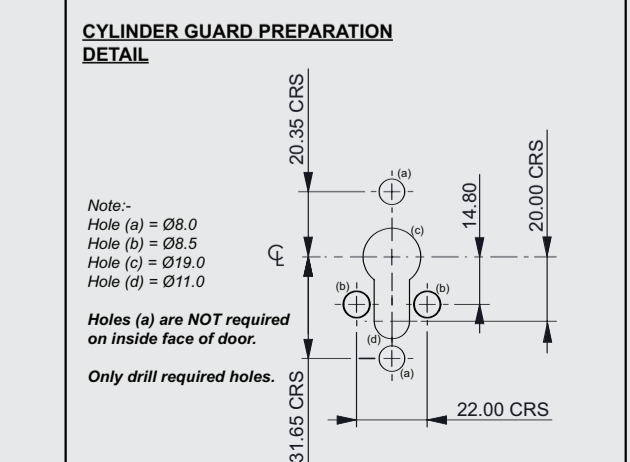 CYLINDER GUARD PREPARATION
DETAIL
20.35 CRS
(a)
14.80
20.00 CRS
Note:-
Hole (a) = Ø8.0
Hole (b) = Ø8.5
Hole (c) = Ø19.0
Hole (d) = Ø11.0
(c)
℄
(b)
(b)
Holes (a) are NOT required
on inside face of door.
(d)
(a)
Only drill required holes.
31.65 CRS
22.00 CRS